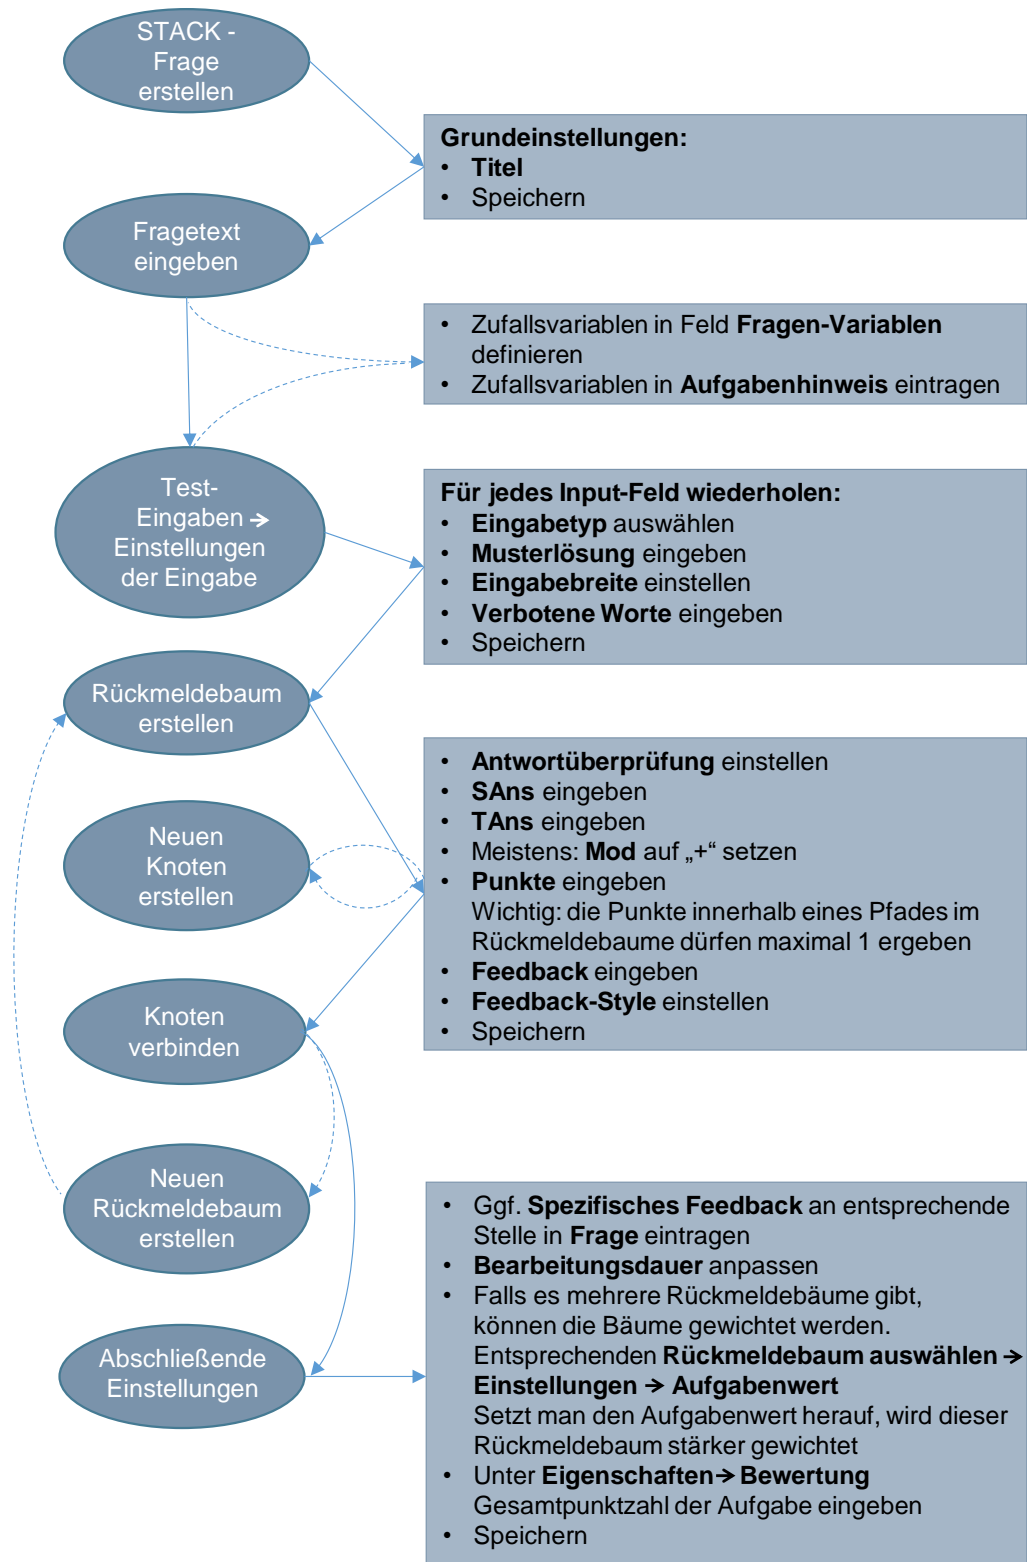 STACK -
Frage
erstellen
Grundeinstellungen:
• Titel
• Speichern
Fragetext
eingeben
• Zufallsvariablen in Feld Fragen-Variablen
definieren
• Zufallsvariablen in Aufgabenhinweis eintragen
Test-
Eingaben →
Einstellungen
der Eingabe
Für jedes Input-Feld wiederholen:
• Eingabetyp auswählen
• Musterlösung eingeben
• Eingabebreite einstellen
• Verbotene Worte eingeben
• Speichern
Rückmeldebaum
erstellen
• Antwortüberprüfung einstellen
• SAns eingeben
• TAns eingeben
• Meistens: Mod auf „+“ setzen
• Punkte eingeben
Wichtig: die Punkte innerhalb eines Pfades im
Rückmeldebaume dürfen maximal 1 ergeben
• Feedback eingeben
• Feedback-Style einstellen
• Speichern
Neuen
Knoten
erstellen
Knoten
verbinden
Neuen
Rückmeldebaum
erstellen
Abschließende
Einstellungen
• Ggf. Spezifisches Feedback an entsprechende
Stelle in Frage eintragen
• Bearbeitungsdauer anpassen
• Falls es mehrere Rückmeldebäume gibt,
können die Bäume gewichtet werden.
Entsprechenden Rückmeldebaum auswählen →
Einstellungen → Aufgabenwert
Setzt man den Aufgabenwert herauf, wird dieser
Rückmeldebaum stärker gewichtet
• Unter Eigenschaften→ Bewertung
Gesamtpunktzahl der Aufgabe eingeben
• Speichern